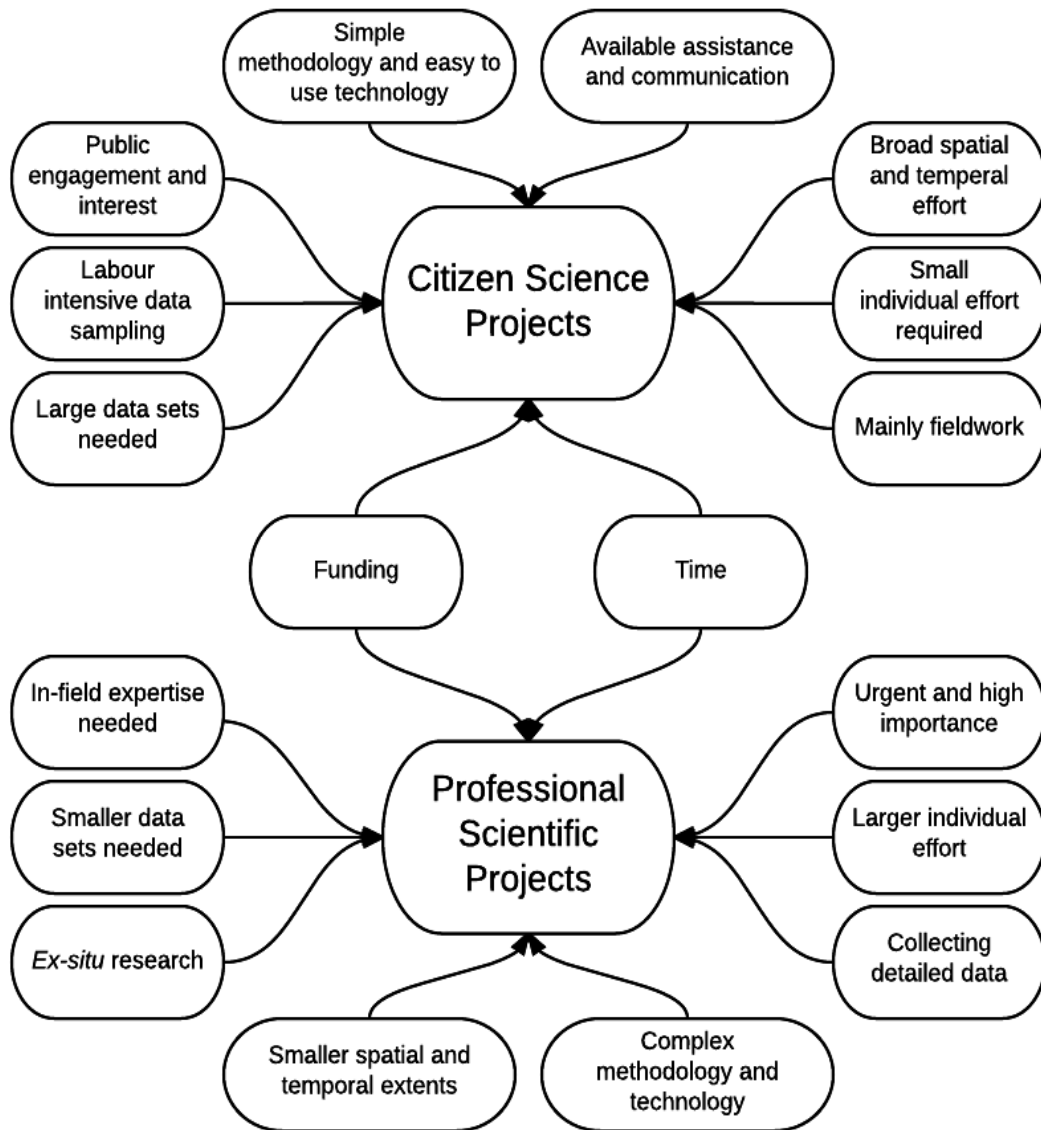 Simple
methodology and easy to
use technology
Available assistance
and communication
Public
engagement and
interest
Broad spatial
and temperal
effort
Labour
intensive data
sampling
Citizen Science
Projects
Small
individual effort
required
Large data sets
needed
Mainly fieldwork
Funding
Time
In-field expertise
needed
Urgent and high
importance
Smaller data
sets needed
Professional
Scientific
Projects
Larger individual
effort
Ex-situ research
Collecting
detailed data
Smaller spatial and
temporal extents
Complex
methodology and
technology